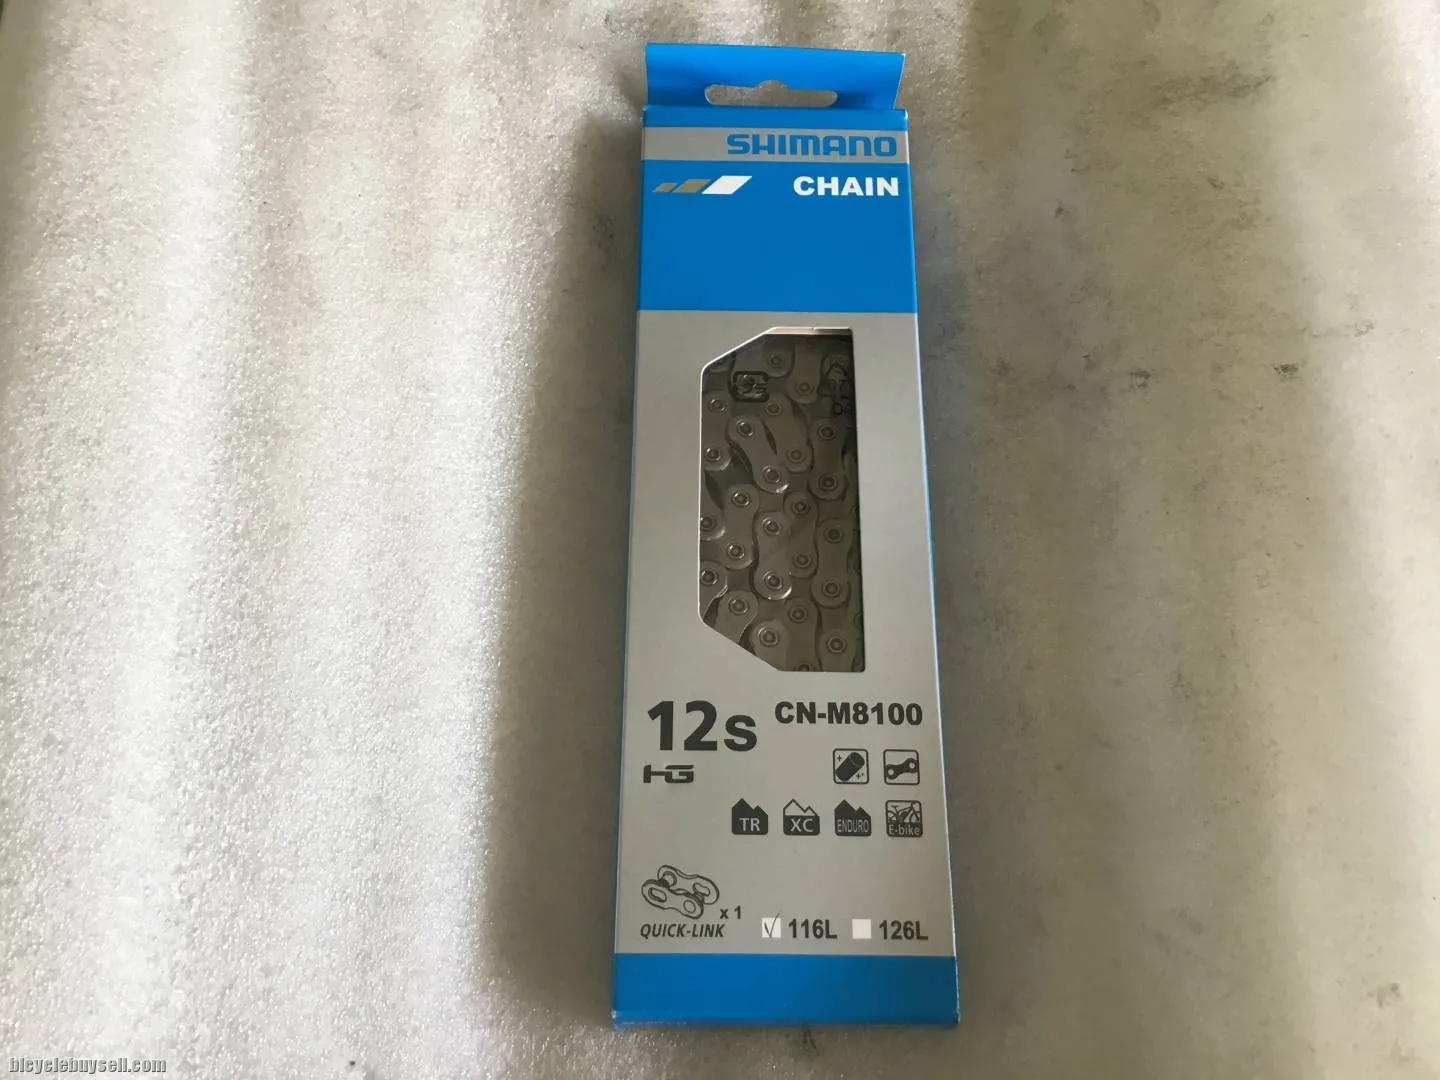 SHIMANO
CHAIN
12s
CN-M8100
HG
TR
XC
ENDURO
E-bike
x 1
QUICK-LINK
116L
126L
bicyclebuysell.com